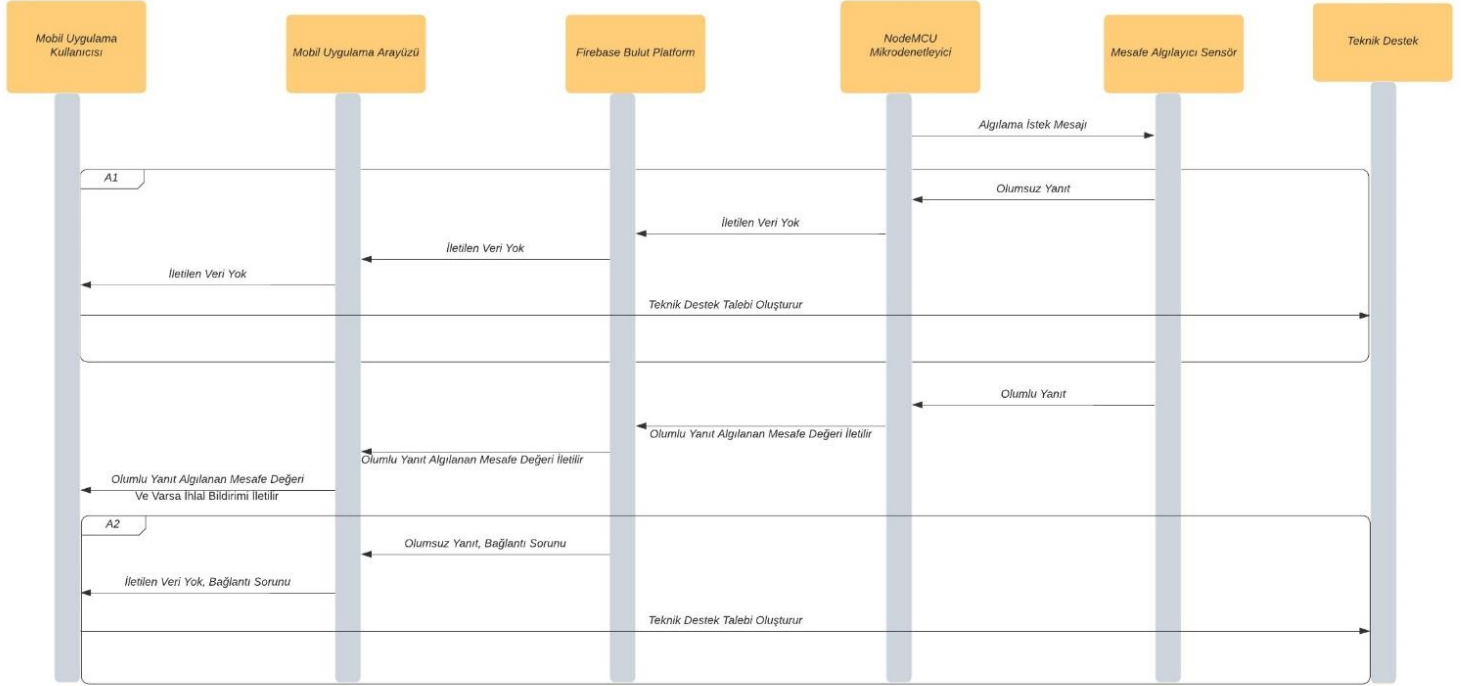 Mobil Uygulama
Kullanıcısı
Mobil Uygulama Arayüzü
Firebase Bulut Platform
NodeMCU
Mikrodenetleyici
Mesafe Algılayıcı Sensör
Teknik Destek
Algılama İstek Mesajı
A1
Olumsuz Yanıt
İletilen Veri Yok
İletilen Veri Yok
İletilen Veri Yok
Teknik Destek Talebi Oluşturur
Olumlu Yanıt
Olumlu Yanıt Algılanan Mesafe Değeri İletilir
Olumlu Yanıt Algılanan Mesafe Değeri İletilir
Olumlu Yanıt Algılanan Mesafe Değeri
Ve Varsa İhlal Bildirimi İletilir
A2
Olumsuz Yanıt, Bağlantı Sorunu
İletilen Veri Yok, Bağlantı Sorunu
Teknik Destek Talebi Oluşturur